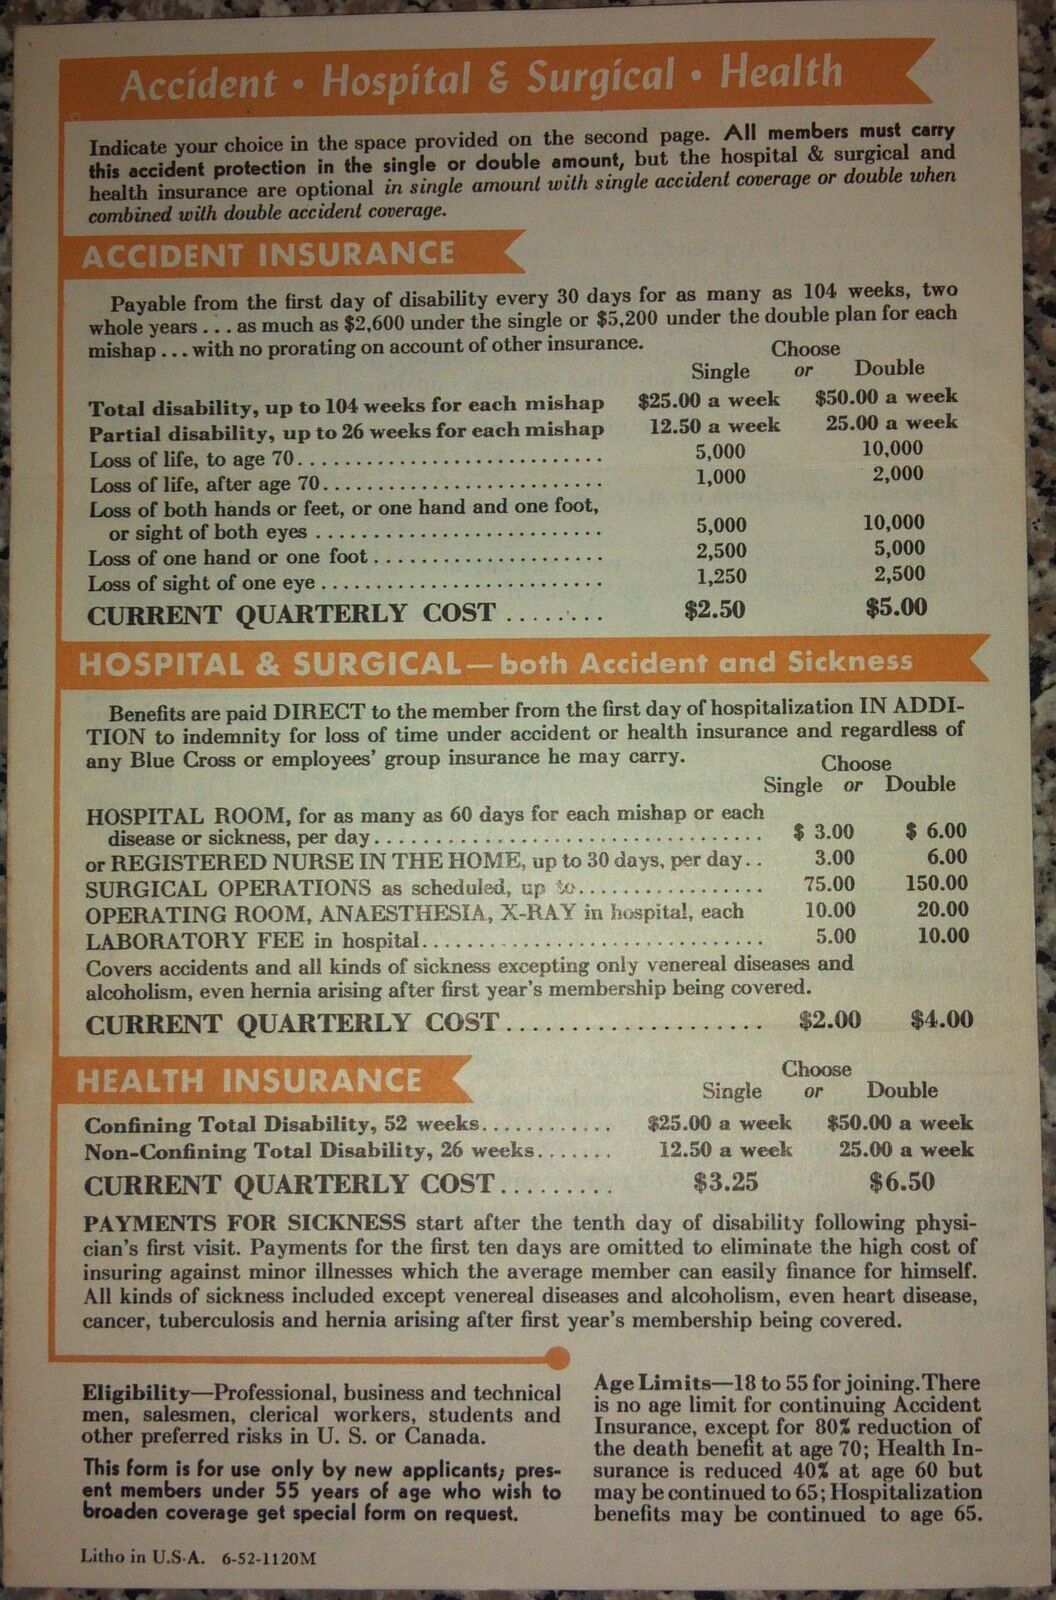 Accident • Hospital & Surgical • Health
Indicate your choice in the space provided on the second page. All members must carry
this accident protection in the single or double amount, but the hospital & surgical and
health insurance are optional in single amount with single accident coverage or double when
combined with double accident coverage.
ACCIDENT INSURANCE
Payable from the first day of disability every 30 days for as many as 104 weeks, two
whole years . . . as much as $2,600 under the single or $5,200 under the double plan for each
mishap . . . with no prorating on account of other insurance.
Choose
Single or Double
Total disability, up to 104 weeks for each mishap $25.00 a week $50.00 a week
Partial disability, up to 26 weeks for each mishap 12.50 a week 25.00 a week
Loss of life, to age 70 . . . . . . . . . . . . . . . . . . . . . . . . . . . 5,000 10,000
Loss of life, after age 70 . . . . . . . . . . . . . . . . . . . . . . . . . 1,000 2,000
Loss of both hands or feet, or one hand and one foot,
or sight of both eyes . . . . . . . . . . . . . . . . . . . . . . . . . . 5,000 10,000
Loss of one hand or one foot . . . . . . . . . . . . . . . . . . . . . 2,500 5,000
Loss of sight of one eye . . . . . . . . . . . . . . . . . . . . . . . . . 1,250 2,500
CURRENT QUARTERLY COST . . . . . . . . $2.50 $5.00
HOSPITAL & SURGICAL—both Accident and Sickness
Benefits are paid DIRECT to the member from the first day of hospitalization IN ADDI-
TION to indemnity for loss of time under accident or health insurance and regardless of
any Blue Cross or employees' group insurance he may carry.
Choose
Single or Double
HOSPITAL ROOM, for as many as 60 days for each mishap or each
disease or sickness, per day . . . . . . . . . . . . . . . . . . . . . . . . . . . . . . . . . . $ 3.00 $ 6.00
or REGISTERED NURSE IN THE HOME, up to 30 days, per day . . 3.00 6.00
SURGICAL OPERATIONS as scheduled, up to . . . . . . . . . . . . . . . . 75.00 150.00
OPERATING ROOM, ANAESTHESIA, X-RAY in hospital, each 10.00 20.00
LABORATORY FEE in hospital . . . . . . . . . . . . . . . . . . . . . . . . . . . . . . 5.00 10.00
Covers accidents and all kinds of sickness excepting only venereal diseases and
alcoholism, even hernia arising after first year's membership being covered.
CURRENT QUARTERLY COST . . . . . . . . . . . . . . . . . . . . $2.00 $4.00
HEALTH INSURANCE
Choose
Single or Double
Confining Total Disability, 52 weeks . . . . . . . . . . . . $25.00 a week $50.00 a week
Non-Confining Total Disability, 26 weeks . . . . . . . 12.50 a week 25.00 a week
CURRENT QUARTERLY COST . . . . . . . . . $3.25 $6.50
PAYMENTS FOR SICKNESS start after the tenth day of disability following physi-
cian's first visit. Payments for the first ten days are omitted to eliminate the high cost of
insuring against minor illnesses which the average member can easily finance for himself.
All kinds of sickness included except venereal diseases and alcoholism, even heart disease,
cancer, tuberculosis and hernia arising after first year's membership being covered.
Eligibility—Professional, business and technical
men, salesmen, clerical workers, students and
other preferred risks in U. S. or Canada.
This form is for use only by new applicants; pres-
ent members under 55 years of age who wish to
broaden coverage get special form on request.
Age Limits—18 to 55 for joining. There
is no age limit for continuing Accident
Insurance, except for 80% reduction of
the death benefit at age 70; Health In-
surance is reduced 40% at age 60 but
may be continued to 65; Hospitalization
benefits may be continued to age 65.
Litho in U.S.A. 6-52-1120M